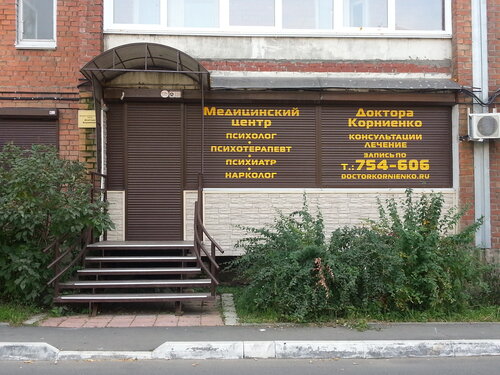 Медицинский
центр
психолог
психотерапевт
психиатр
нарколог
Доктора
Корниенко
консультации
лечение
запись по
т.: 754-606
doctorkornienko.ru